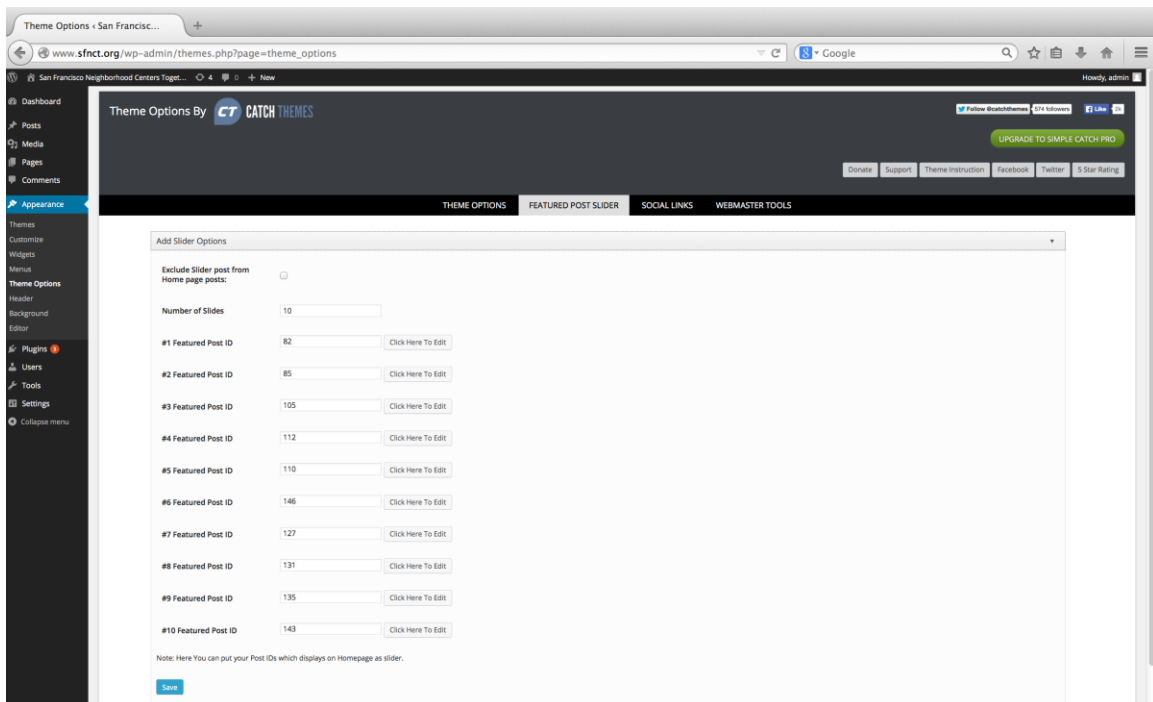 Theme Options ‹ San Francisc...
www.sfnct.org/wp-admin/themes.php?page=theme_options
8 Google
San Francisco Neighborhood Centers Toget... 4 0 + New
Howdy, admin
Dashboard
Posts
Media
Pages
Comments
Appearance
Themes
Customize
Widgets
Menus
Theme Options
Header
Background
Editor
Plugins 3
Users
Tools
Settings
Collapse menu
Theme Options By CT CATCH THEMES
Follow @catchthemes 574 followers Like 2k
UPGRADE TO SIMPLE CATCH PRO
Donate Support Theme Instruction Facebook Twitter 5 Star Rating
THEME OPTIONS FEATURED POST SLIDER SOCIAL LINKS WEBMASTER TOOLS
Add Slider Options
Exclude Slider post from
Home page posts:
Number of Slides 10
#1 Featured Post ID 82 Click Here To Edit
#2 Featured Post ID 85 Click Here To Edit
#3 Featured Post ID 105 Click Here To Edit
#4 Featured Post ID 112 Click Here To Edit
#5 Featured Post ID 110 Click Here To Edit
#6 Featured Post ID 146 Click Here To Edit
#7 Featured Post ID 127 Click Here To Edit
#8 Featured Post ID 131 Click Here To Edit
#9 Featured Post ID 135 Click Here To Edit
#10 Featured Post ID 143 Click Here To Edit
Note: Here You can put your Post IDs which displays on Homepage as slider.
Save